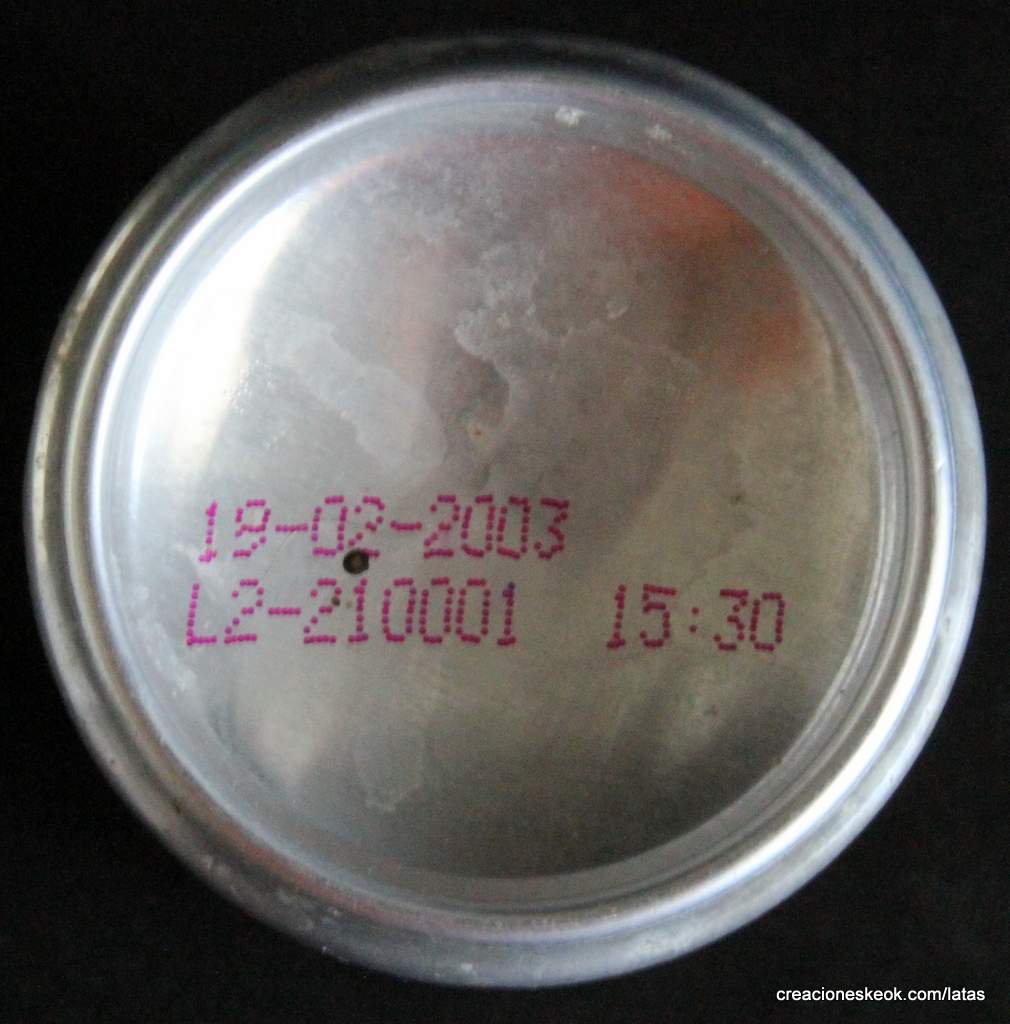 19-02-2003
L2-210001 15:30
creacioneskeok.com/latas